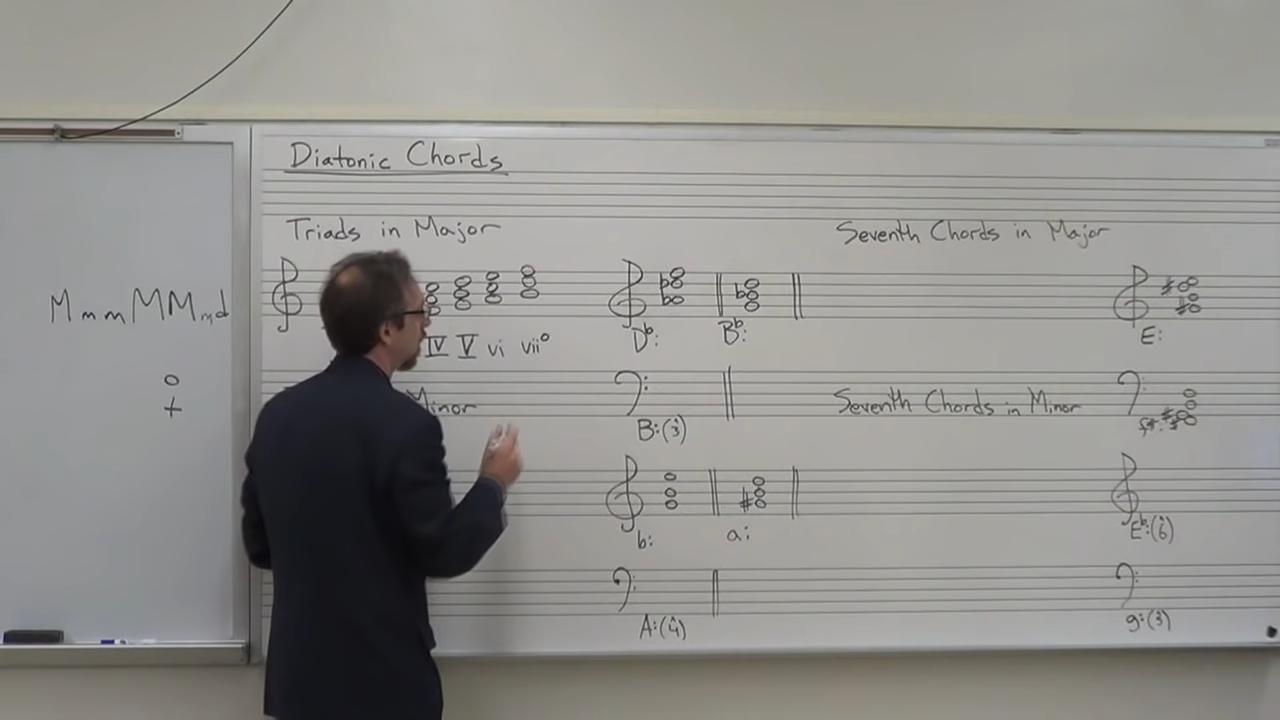 Diatonic Chords
Triads in Major
Seventh Chords in Major
MmmMMmd
o
+
IV V vi vii°
D♭:
B♭:
E:
Minor
Seventh Chords in Minor
B:(3̂)
f#:
b:
a:
E♭:(6̂)
A:(4̂)
g:(3̂)